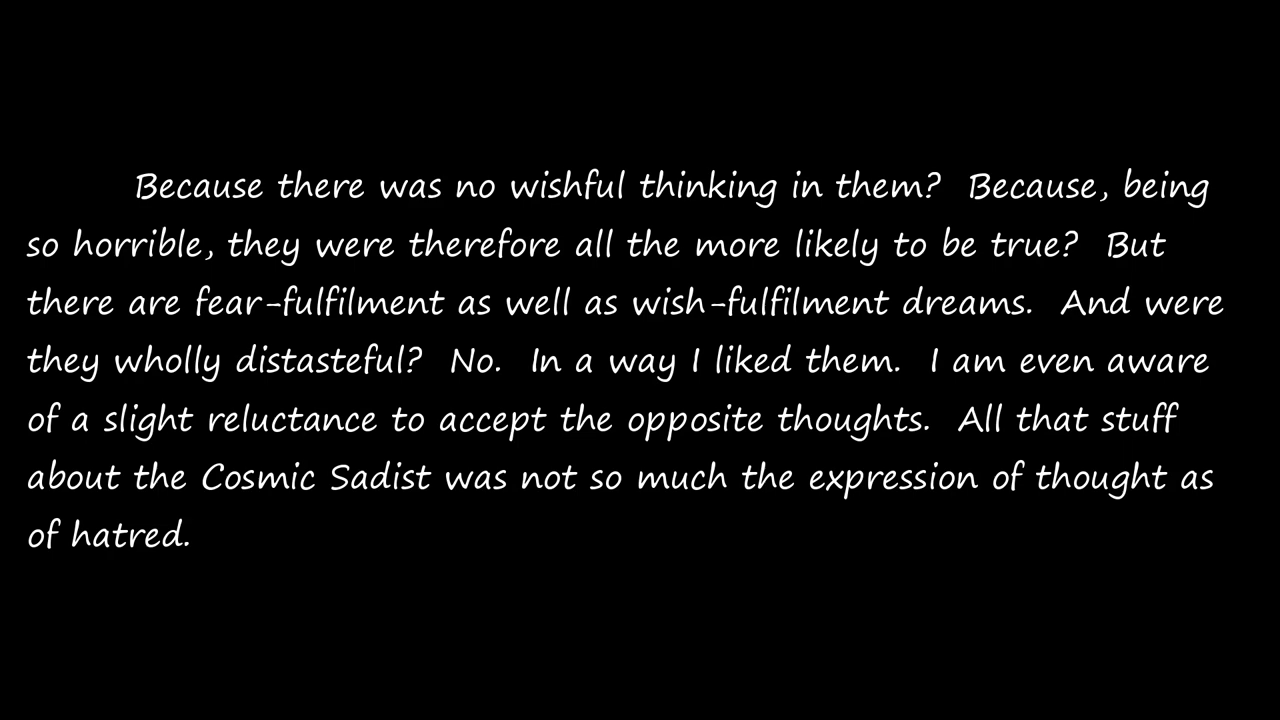 Because there was no wishful thinking in them?  Because, being
so horrible, they were therefore all the more likely to be true?  But
there are fear-fulfilment as well as wish-fulfilment dreams.  And were
they wholly distasteful?  No.  In a way I liked them.  I am even aware
of a slight reluctance to accept the opposite thoughts.  All that stuff
about the Cosmic Sadist was not so much the expression of thought as
of hatred.